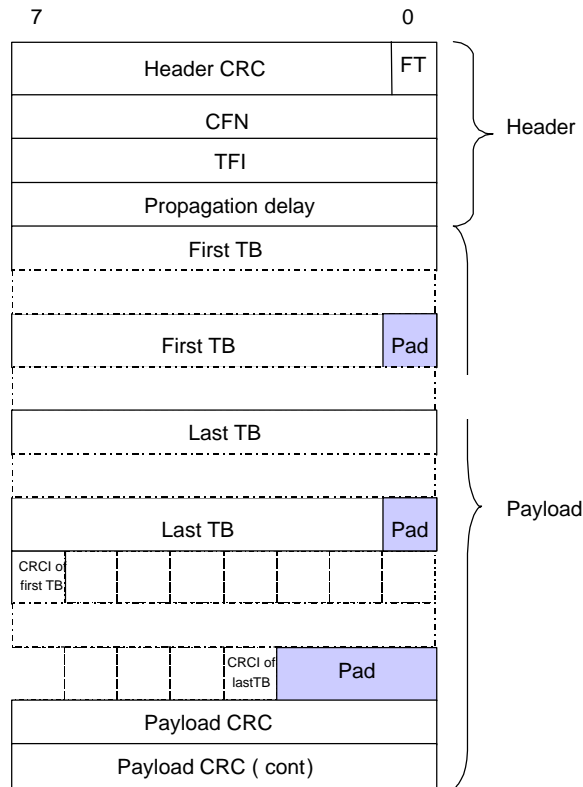 7 0
Header CRC FT
Header
CFN
TFI
Propagation delay
First TB
First TB Pad
Last TB
Payload
Last TB Pad
CRCI of
first TB
CRCI of
lastTB
Pad
Payload CRC
Payload CRC ( cont)